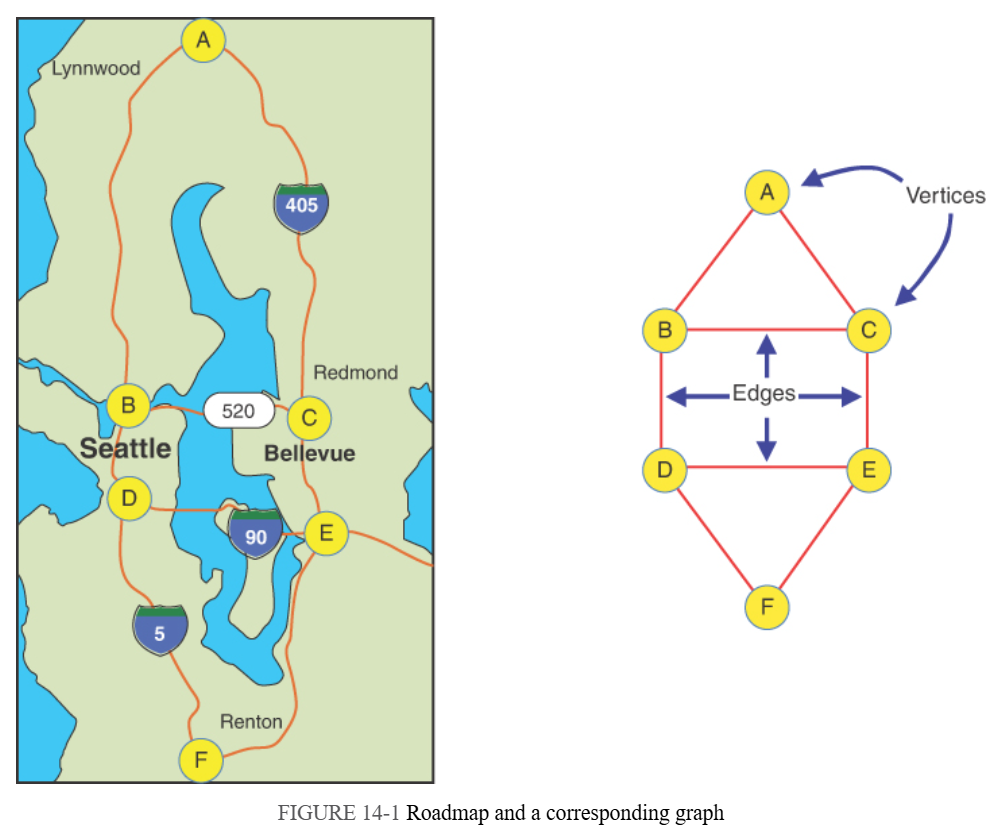 A
Lynnwood
405
Redmond
B
520
C
Seattle
Bellevue
D
90
E
5
Renton
F
A
Vertices
B
C
Edges
D
E
F
FIGURE 14-1 Roadmap and a corresponding graph